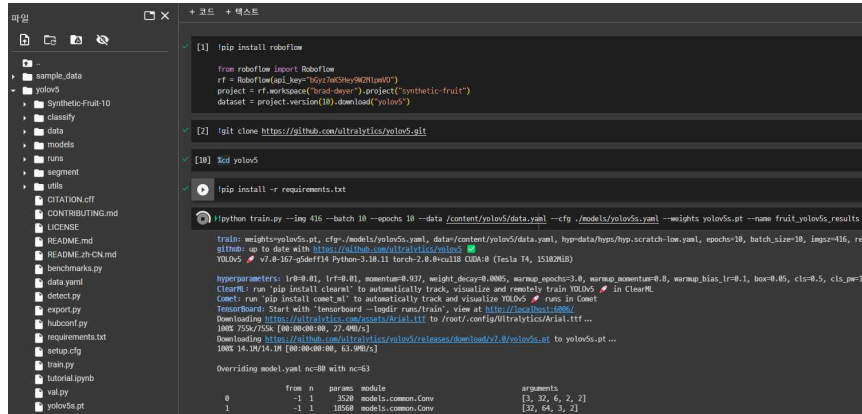 파일
..
sample_data
yolov5
Synthetic-Fruit-10
classify
data
models
runs
segment
utils
CITATION.cff
CONTRIBUTING.md
LICENSE
README.md
README.zh-CN.md
benchmarks.py
data.yaml
detect.py
export.py
hubconf.py
requirements.txt
setup.cfg
train.py
tutorial.ipynb
val.py
yolov5s.pt
+ 코드 + 텍스트
[1] !pip install roboflow
from roboflow import Roboflow
rf = Roboflow(api_key="bGyz7mKSHey9W2MlpmVO")
project = rf.workspace("brad-dwyer").project("synthetic-fruit")
dataset = project.version(10).download("yolov5")
[2] !git clone https://github.com/ultralytics/yolov5.git
[10] %cd yolov5
!pip install -r requirements.txt
!python train.py --img 416 --batch 10 --epochs 10 --data /content/yolov5/data.yaml --cfg ./models/yolov5s.yaml --weights yolov5s.pt --name fruit_yolov5s_results
train: weights=yolov5s.pt, cfg=./models/yolov5s.yaml, data=/content/yolov5/data.yaml, hyp=data/hyps/hyp.scratch-low.yaml, epochs=10, batch_size=10, imgsz=416, re
github: up to date with https://github.com/ultralytics/yolov5 ✅
YOLOv5 🚀 v7.0-167-g5deff14 Python-3.10.11 torch-2.0.0+cu118 CUDA:0 (Tesla T4, 15102MiB)
hyperparameters: lr0=0.01, lrf=0.01, momentum=0.937, weight_decay=0.0005, warmup_epochs=3.0, warmup_momentum=0.8, warmup_bias_lr=0.1, box=0.05, cls=0.5, cls_pw=1
ClearML: run 'pip install clearml' to automatically track, visualize and remotely train YOLOv5 🚀 in ClearML
Comet: run 'pip install comet_ml' to automatically track and visualize YOLOv5 🚀 runs in Comet
TensorBoard: Start with 'tensorboard --logdir runs/train', view at http://localhost:6006/
Downloading https://ultralytics.com/assets/Arial.ttf to /root/.config/Ultralytics/Arial.ttf...
100% 755k/755k [00:00<00:00, 27.4MB/s]
Downloading https://github.com/ultralytics/yolov5/releases/download/v7.0/yolov5s.pt to yolov5s.pt...
100% 14.1M/14.1M [00:00<00:00, 63.9MB/s]
Overriding model.yaml nc=80 with nc=63
from n params module arguments
0 -1 1 3520 models.common.Conv [3, 32, 6, 2, 2]
1 -1 1 18560 models.common.Conv [32, 64, 3, 2]